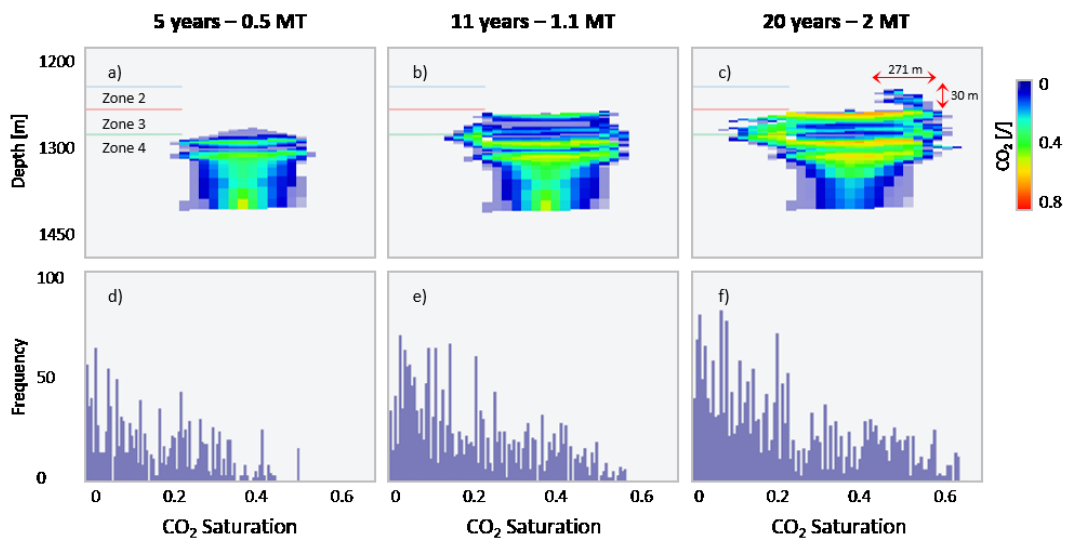 5 years – 0.5 MT
11 years – 1.1 MT
20 years – 2 MT
1200
1300
1450
Depth [m]
a)
Zone 2
Zone 3
Zone 4
b)
c)
271 m
30 m
0
0.4
0.8
CO₂ [/]
100
50
0
Frequency
d)
e)
f)
0 0.2 0.4 0.6
0 0.2 0.4 0.6
0 0.2 0.4 0.6
CO₂ Saturation
CO₂ Saturation
CO₂ Saturation